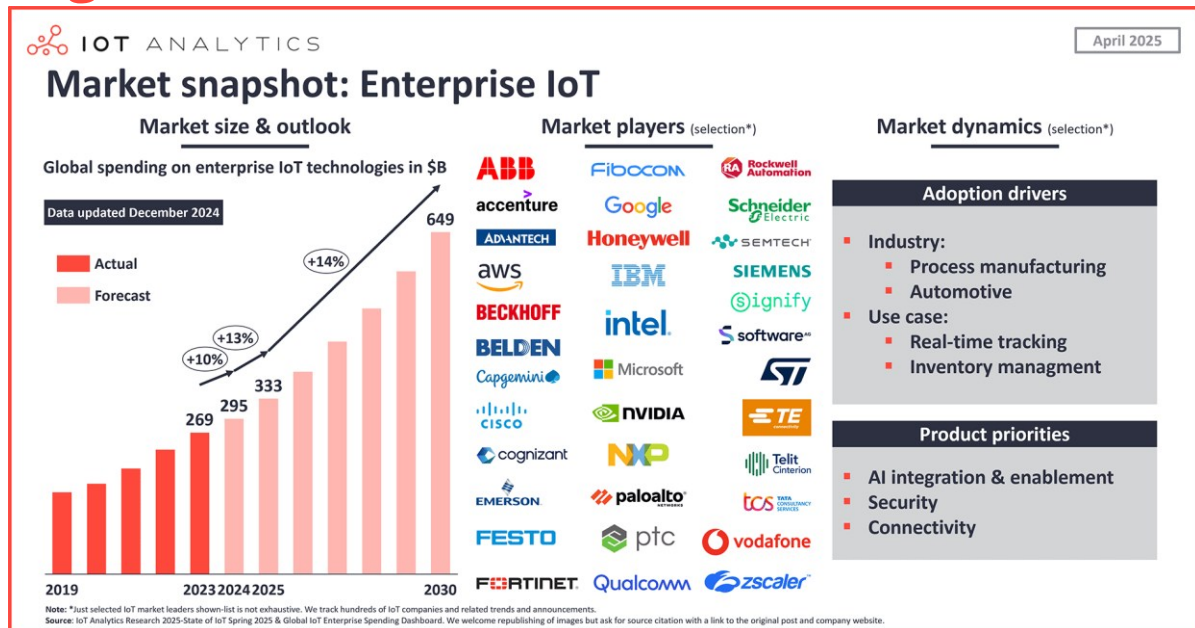 IOT ANALYTICS
April 2025
Market snapshot: Enterprise IoT
Market size & outlook
Global spending on enterprise IoT technologies in $B
Data updated December 2024
Actual
Forecast
+10%
+13%
+14%
269
295
333
649
2019
2023
2024
2025
2030
Market players (selection*)
ABB
Fibocom
RA Rockwell Automation
accenture
Google
Schneider Electric
ADVANTECH
Honeywell
SEMTECH
aws
IBM
SIEMENS
Signify
BECKHOFF
intel.
software AG
BELDEN
Capgemini
Microsoft
ST
CISCO
NVIDIA
TE connectivity
cognizant
NXP
Telit Cinterion
EMERSON
paloalto NETWORKS
tcs TATA CONSULTANCY SERVICES
FESTO
ptc
vodafone
FORTINET
Qualcomm
zscaler
Market dynamics (selection*)
Adoption drivers
Industry:
Process manufacturing
Automotive
Use case:
Real-time tracking
Inventory managment
Product priorities
AI integration & enablement
Security
Connectivity
Note: *Just selected IoT market leaders shown-list is not exhaustive. We track hundreds of IoT companies and related trends and announcements.
Source: IoT Analytics Research 2025-State of IoT Spring 2025 & Global IoT Enterprise Spending Dashboard. We welcome republishing of images but ask for source citation with a link to the original post and company website.